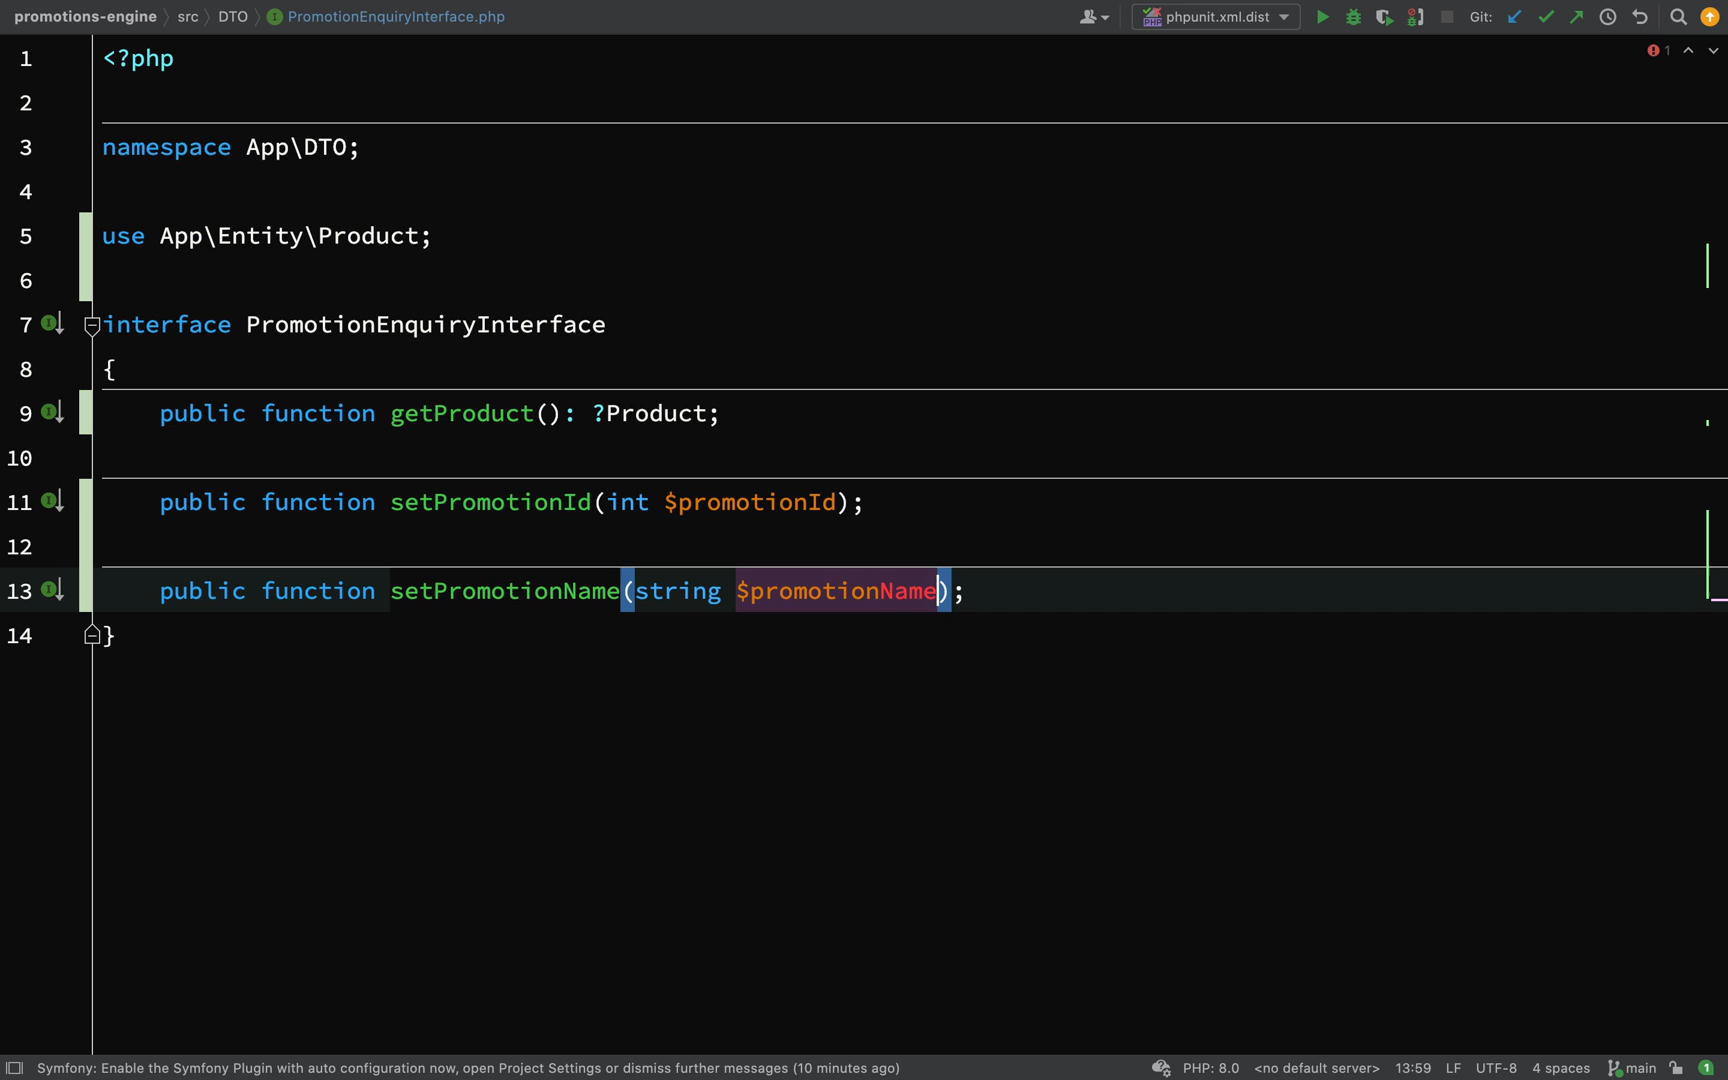 promotions-engine src DTO PromotionEnquiryInterface.php phpunit.xml.dist Git:
1 <?php 1
2
3 namespace App\DTO;
4
5 use App\Entity\Product;
6
7 interface PromotionEnquiryInterface
8 {
9 public function getProduct(): ?Product;
10
11 public function setPromotionId(int $promotionId);
12
13 public function setPromotionName(string $promotionName);
14 }
Symfony: Enable the Symfony Plugin with auto configuration now, open Project Settings or dismiss further messages (10 minutes ago) PHP: 8.0 <no default server> 13:59 LF UTF-8 4 spaces main 1